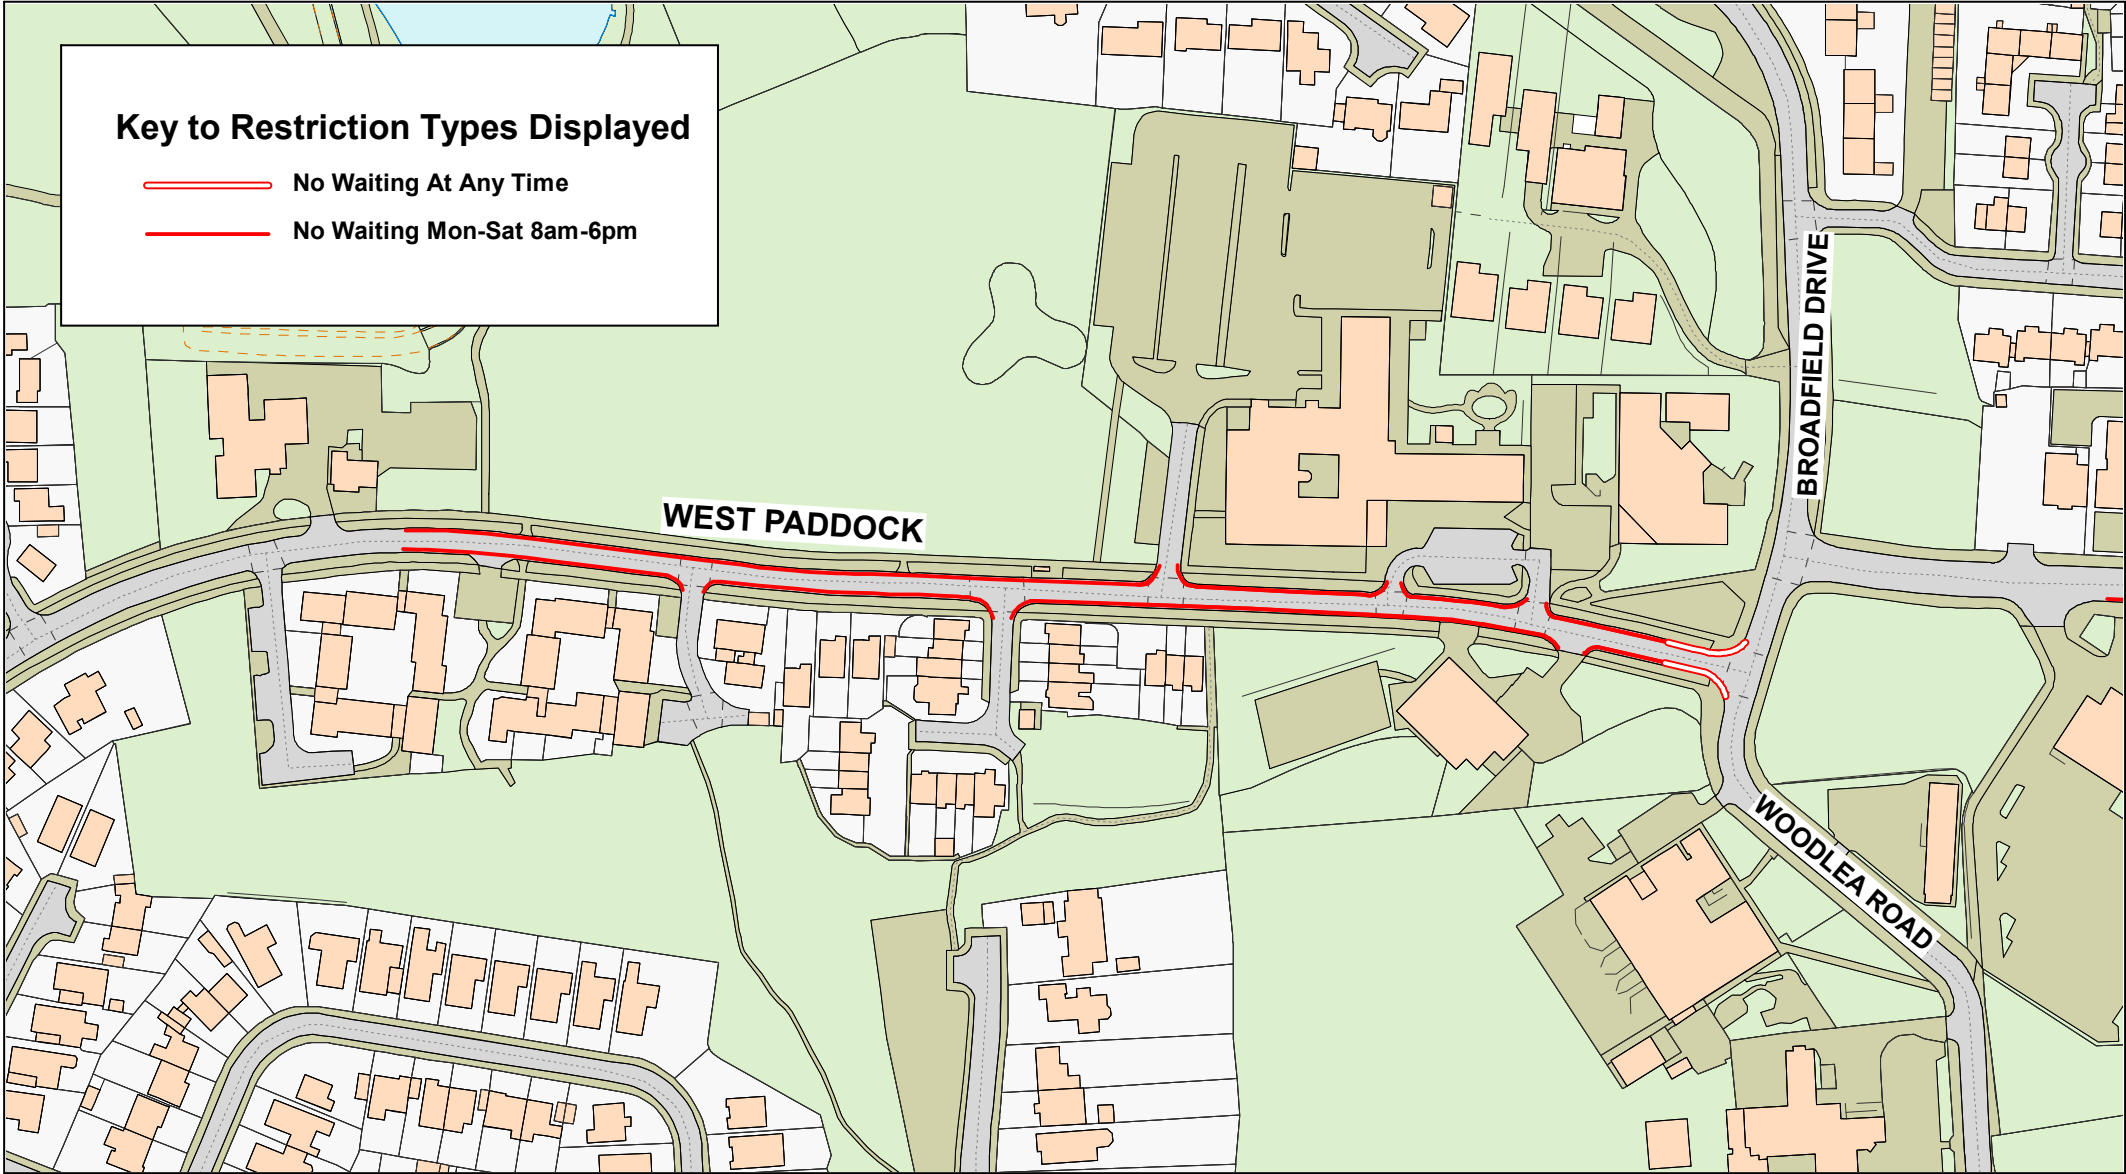 Key to Restriction Types Displayed
No Waiting At Any Time
No Waiting Mon-Sat 8am-6pm
BROADFIELD DRIVE
WEST PADDOCK
WOODLEA ROAD